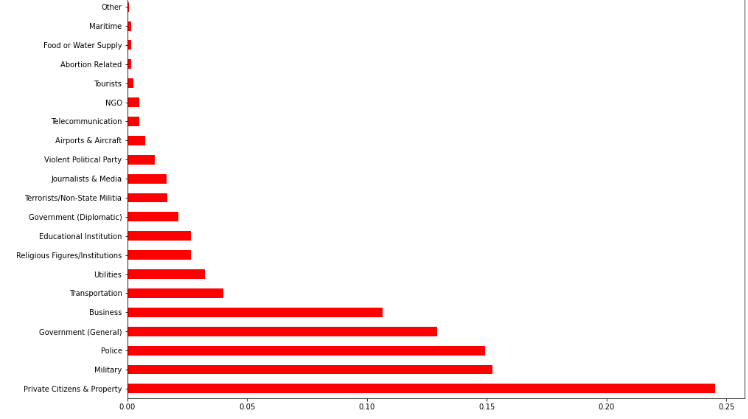 Other
Maritime
Food or Water Supply
Abortion Related
Tourists
NGO
Telecommunication
Airports & Aircraft
Violent Political Party
Journalists & Media
Terrorists/Non-State Militia
Government (Diplomatic)
Educational Institution
Religious Figures/Institutions
Utilities
Transportation
Business
Government (General)
Police
Military
Private Citizens & Property
0.00 0.05 0.10 0.15 0.20 0.25